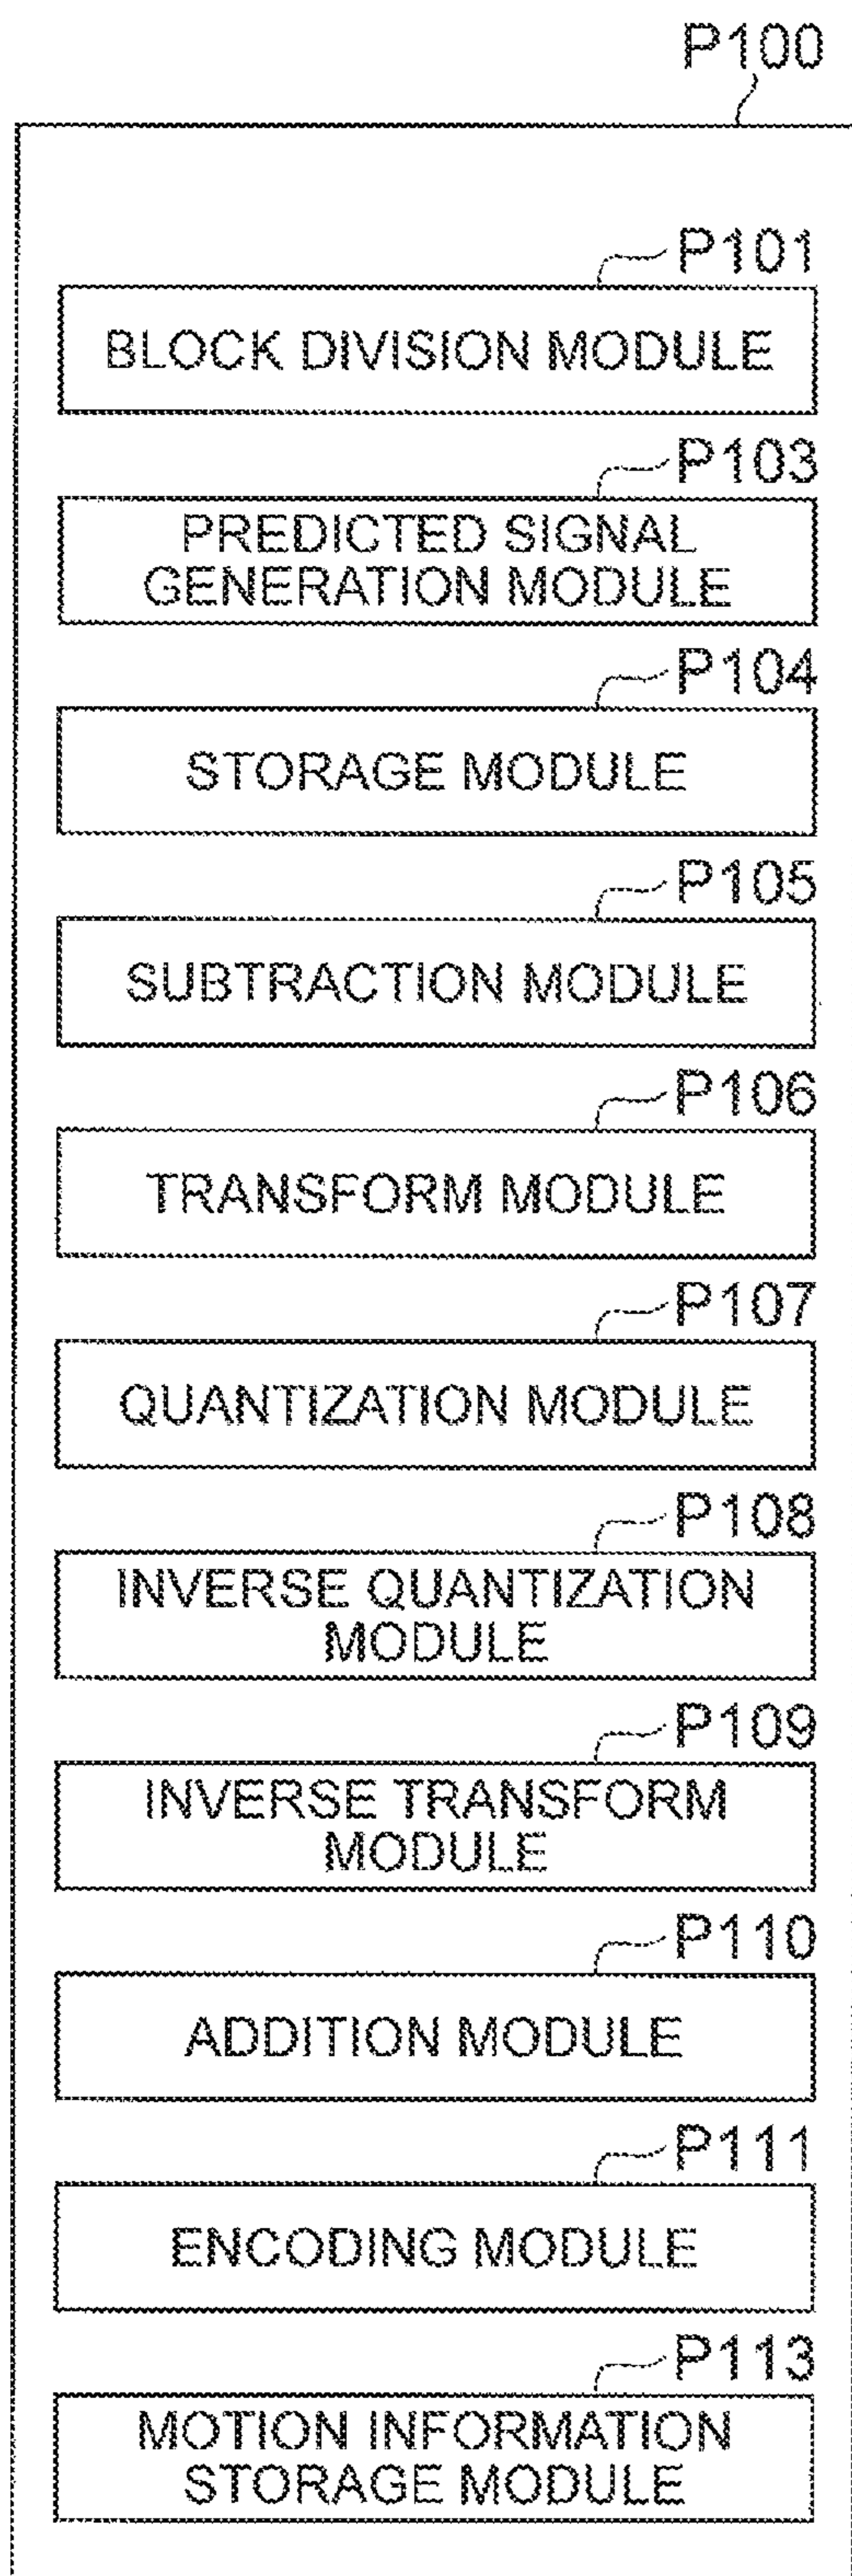 P100
P101
BLOCK DIVISION MODULE
P103
PREDICTED SIGNAL
GENERATION MODULE
P104
STORAGE MODULE
P105
SUBTRACTION MODULE
P106
TRANSFORM MODULE
P107
QUANTIZATION MODULE
P108
INVERSE QUANTIZATION
MODULE
P109
INVERSE TRANSFORM
MODULE
P110
ADDITION MODULE
P111
ENCODING MODULE
P113
MOTION INFORMATION
STORAGE MODULE